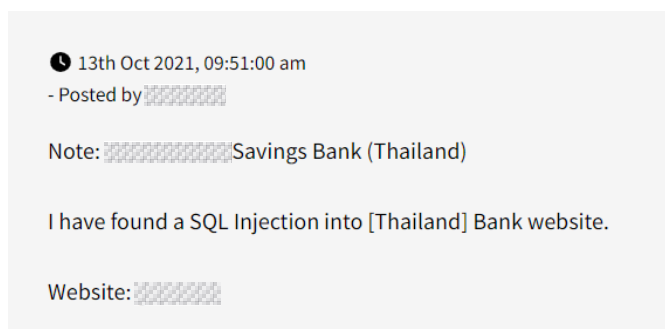 13th Oct 2021, 09:51:00 am
- Posted by
Note: Savings Bank (Thailand)
I have found a SQL Injection into [Thailand] Bank website.
Website: